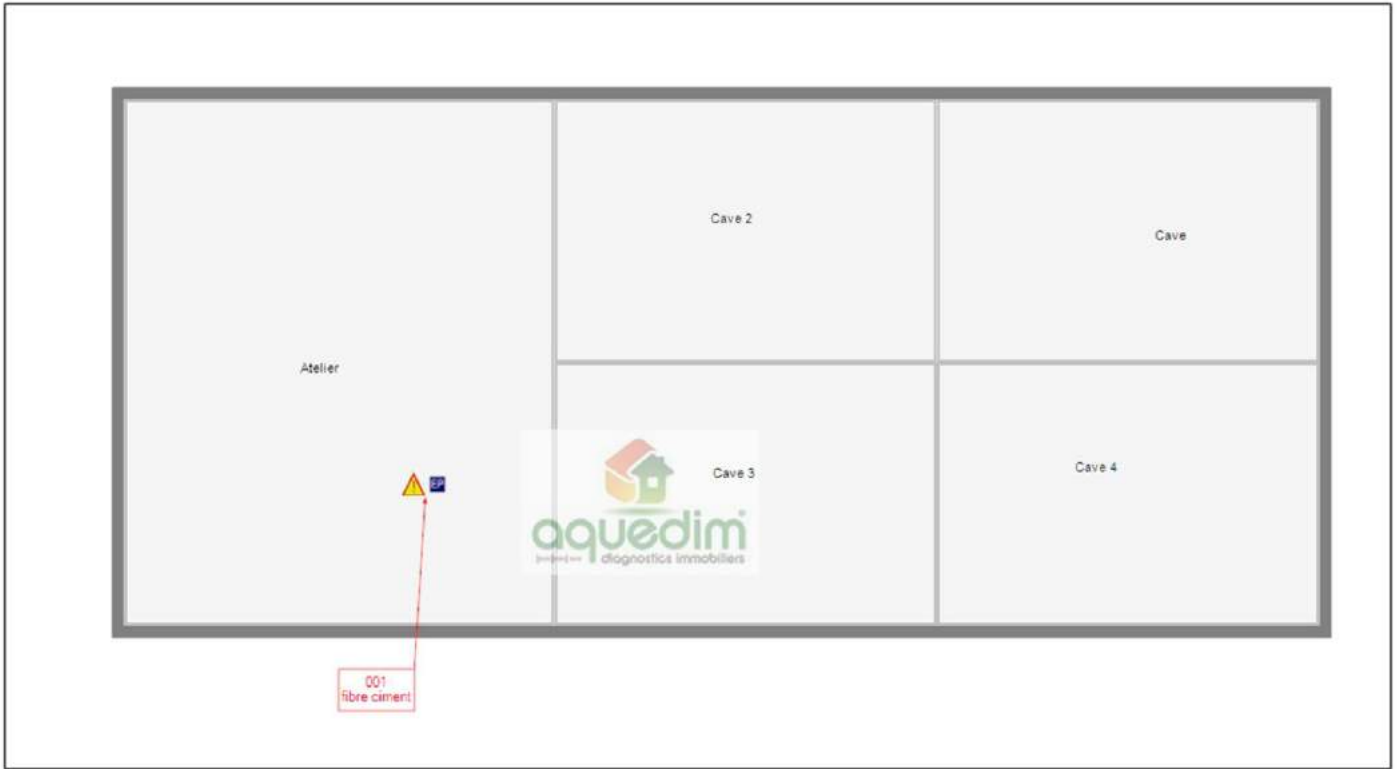 Cave 2
Cave
Atelier
Cave 3
Cave 4
EP
aquedim
diagnostics immobiliers
001
fibre ciment